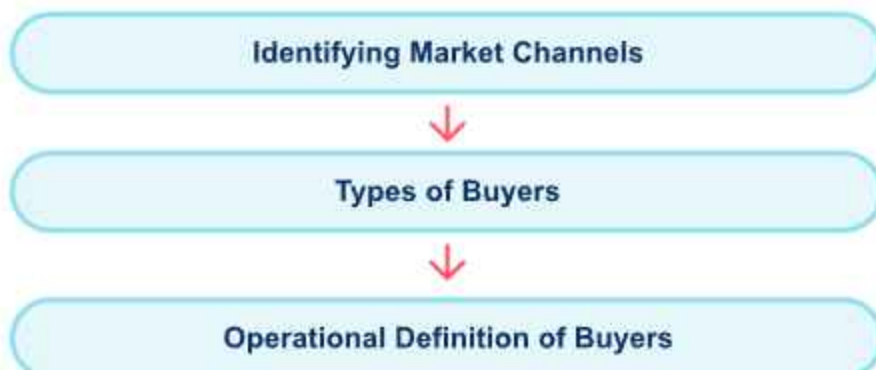 Identifying Market Channels
Types of Buyers
Operational Definition of Buyers